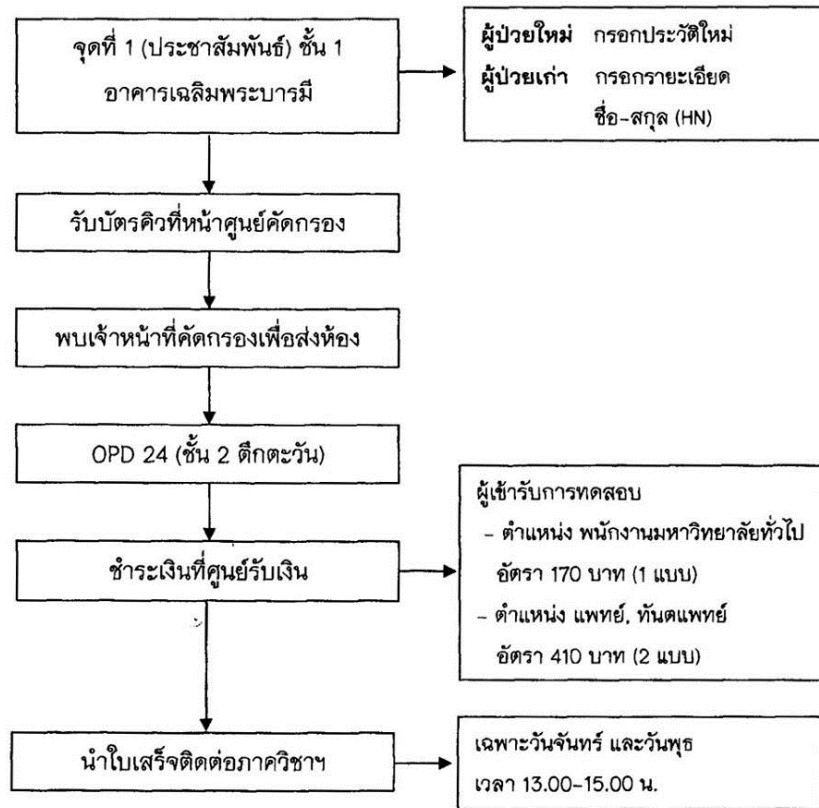 จุดที่ 1 (ประชาสัมพันธ์) ชั้น 1
อาคารเฉลิมพระบารมี
ผู้ป่วยใหม่ กรอกประวัติใหม่
ผู้ป่วยเก่า กรอกรายะเอียด
ชื่อ-สกุล (HN)
รับบัตรคิวที่หน้าศูนย์คัดกรอง
พบเจ้าหน้าที่คัดกรองเพื่อส่งห้อง
OPD 24 (ชั้น 2 ตึกตะวัน)
ชำระเงินที่ศูนย์รับเงิน
ผู้เข้ารับการทดสอบ
- ตำแหน่ง พนักงานมหาวิทยาลัยทั่วไป
อัตรา 170 บาท (1 แบบ)
- ตำแหน่ง แพทย์, ทันตแพทย์
อัตรา 410 บาท (2 แบบ)
นำใบเสร็จติดต่อภาควิชาฯ
เฉพาะวันจันทร์ และวันพุธ
เวลา 13.00-15.00 น.